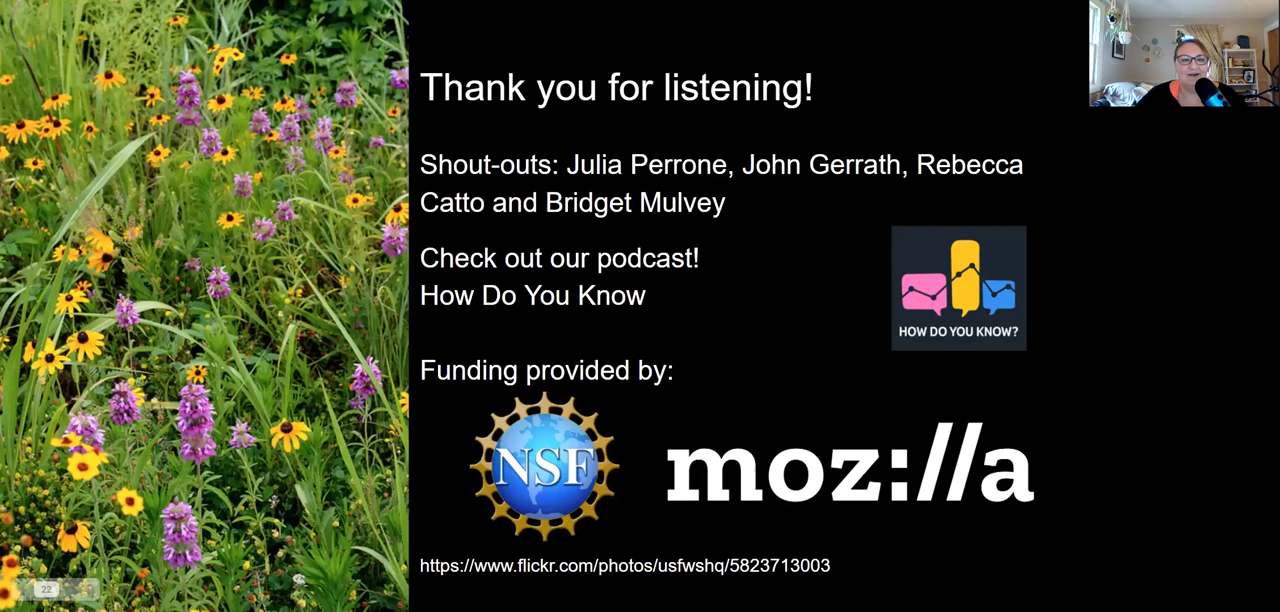 Thank you for listening!
Shout-outs: Julia Perrone, John Gerrath, Rebecca
Catto and Bridget Mulvey
Check out our podcast!
How Do You Know
HOW DO YOU KNOW?
Funding provided by:
NSF
moz://a
https://www.flickr.com/photos/usfwshq/5823713003
22